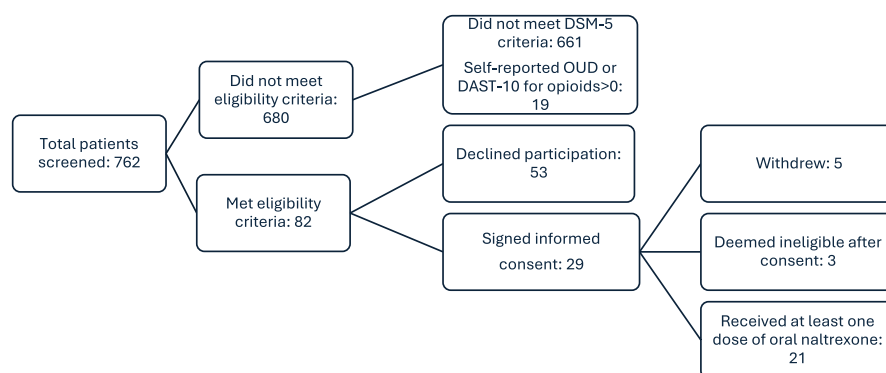 Total patients
screened: 762
Did not meet
eligibility criteria:
680
Met eligibility
criteria: 82
Did not meet DSM-5
criteria: 661
Self-reported OUD or
DAST-10 for opioids>0:
19
Declined participation:
53
Signed informed
consent: 29
Withdrew: 5
Deemed ineligible after
consent: 3
Received at least one
dose of oral naltrexone:
21